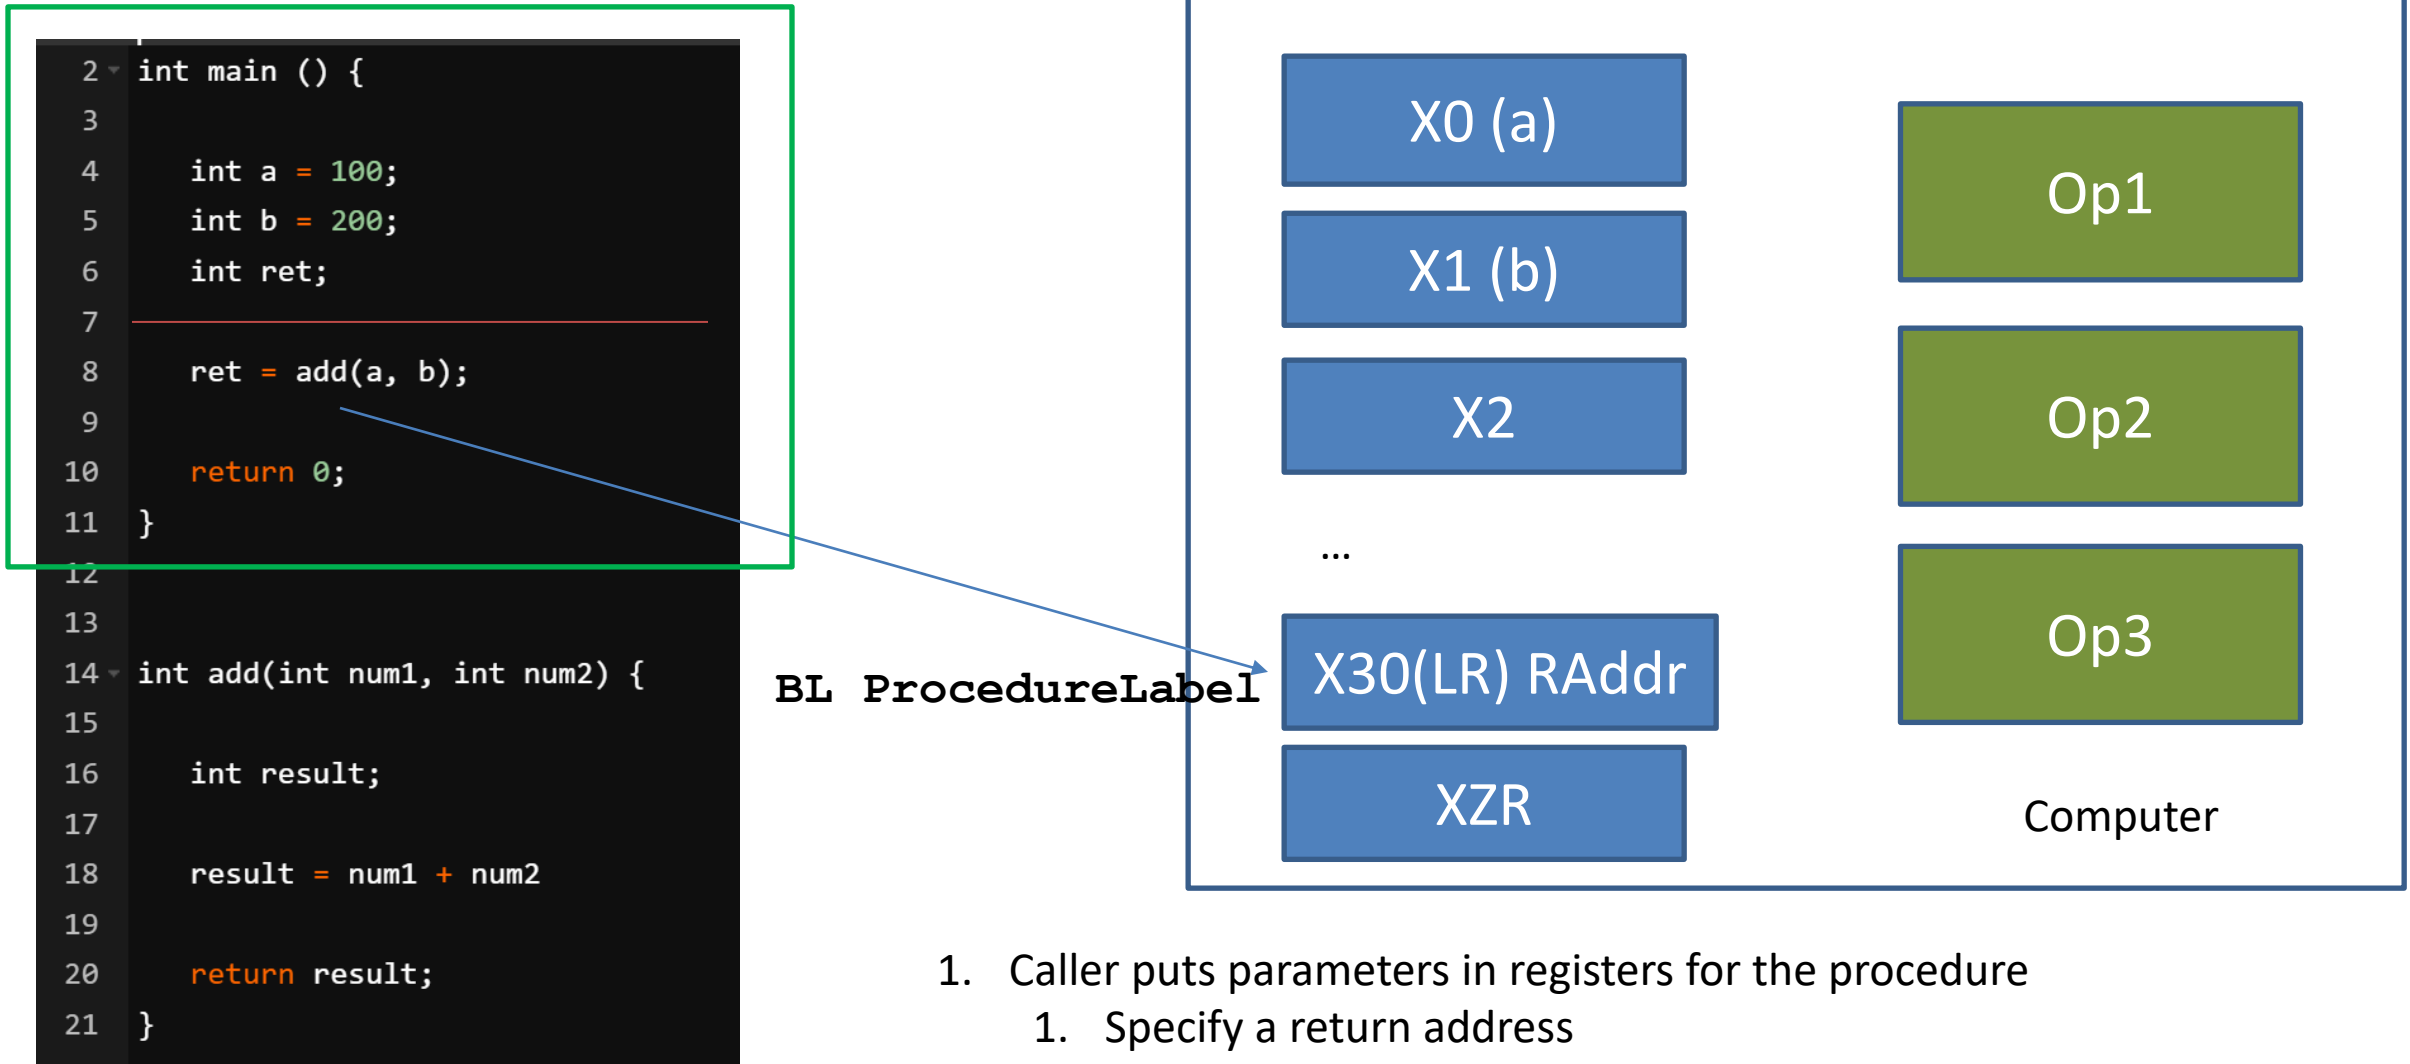 2 int main () {
3
4 int a = 100;
5 int b = 200;
6 int ret;
7
8 ret = add(a, b);
9
10 return 0;
11 }
12
13
14 int add(int num1, int num2) {
15
16 int result;
17
18 result = num1 + num2
19
20 return result;
21 }
BL ProcedureLabel
X0 (a)
X1 (b)
X2
...
X30(LR) RAddr
XZR
Op1
Op2
Op3
Computer
1. Caller puts parameters in registers for the procedure
1. Specify a return address